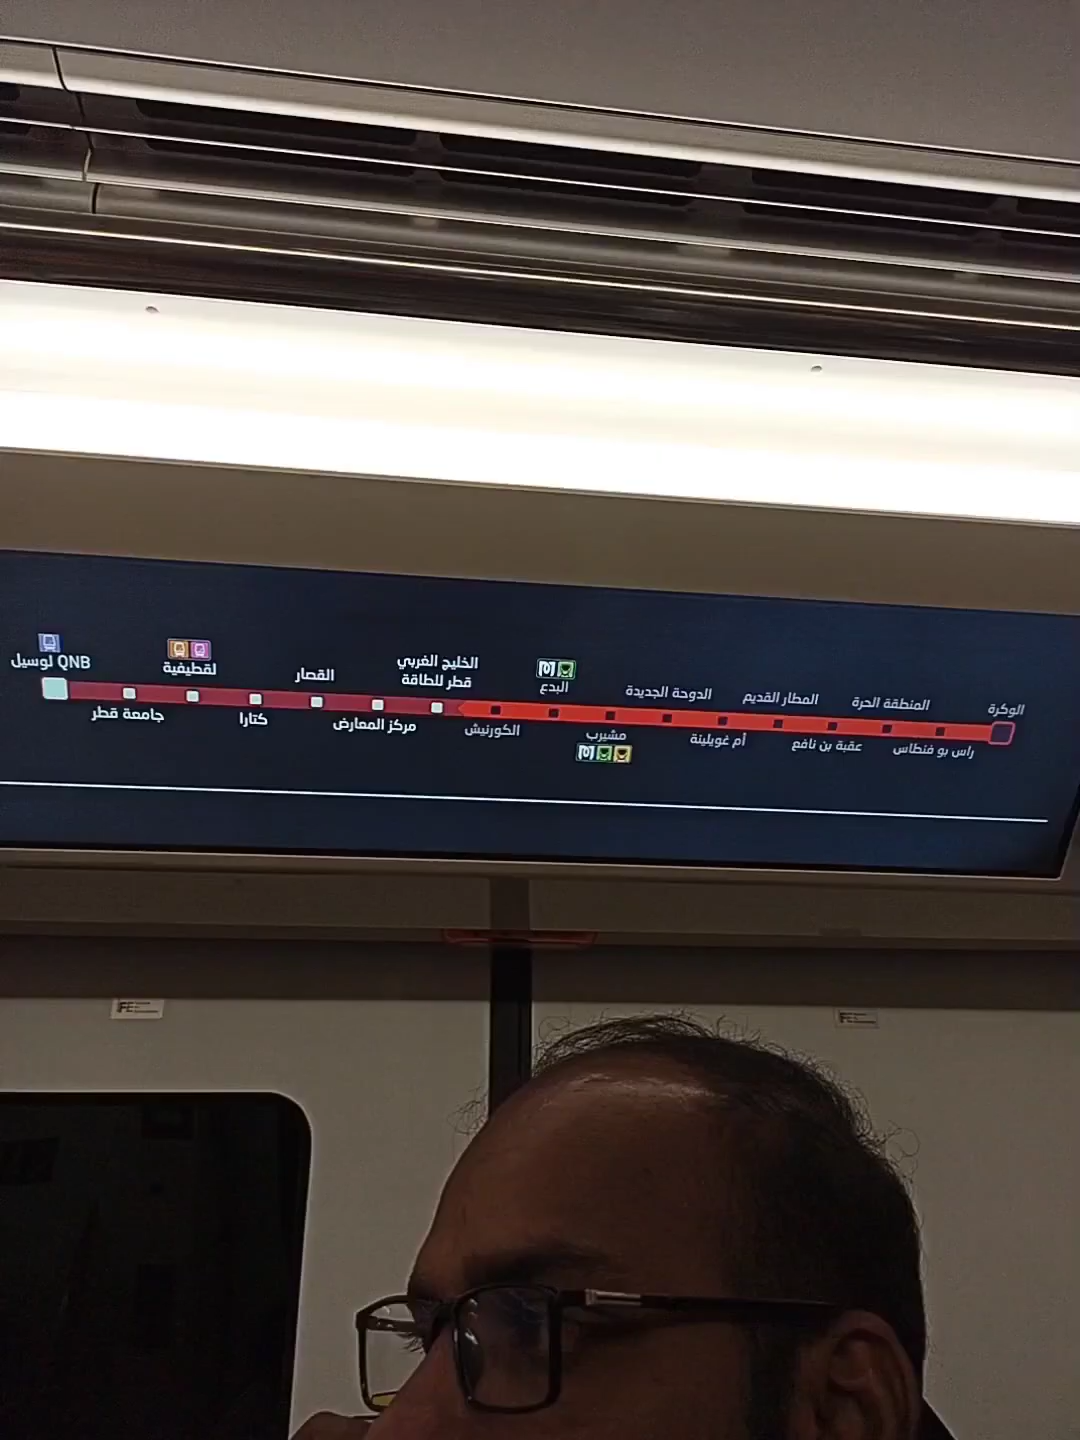 لوسيل QNB
جامعة قطر
لقطيفية
كتارا
القصار
مركز المعارض
الخليج الغربي
قطر للطاقة
الكورنيش
البدع
مشيرب
الدوحة الجديدة
أم غويلينة
المطار القديم
عقبة بن نافع
المنطقة الحرة
راس بو فنطاس
الوكرة